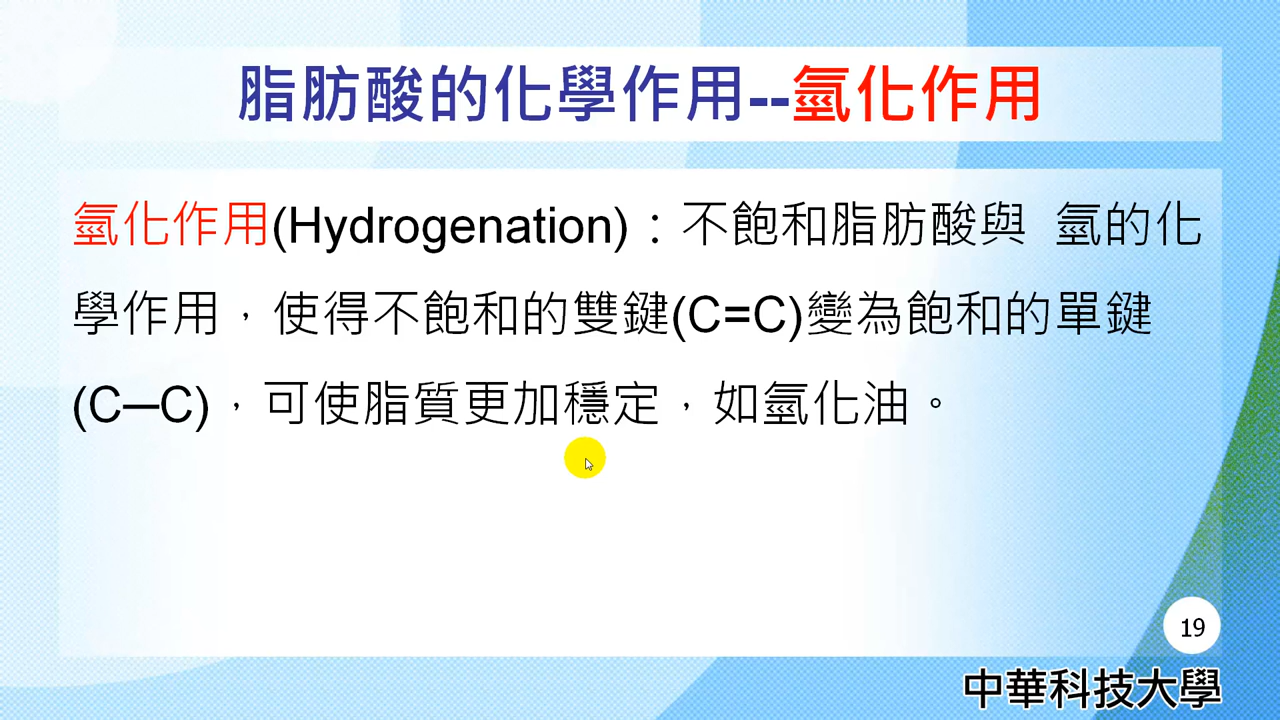 脂肪酸的化學作用--氫化作用
氫化作用(Hydrogenation)：不飽和脂肪酸與 氫的化
學作用，使得不飽和的雙鍵(C=C)變為飽和的單鍵
(C─C)，可使脂質更加穩定，如氫化油。
19
中華科技大學